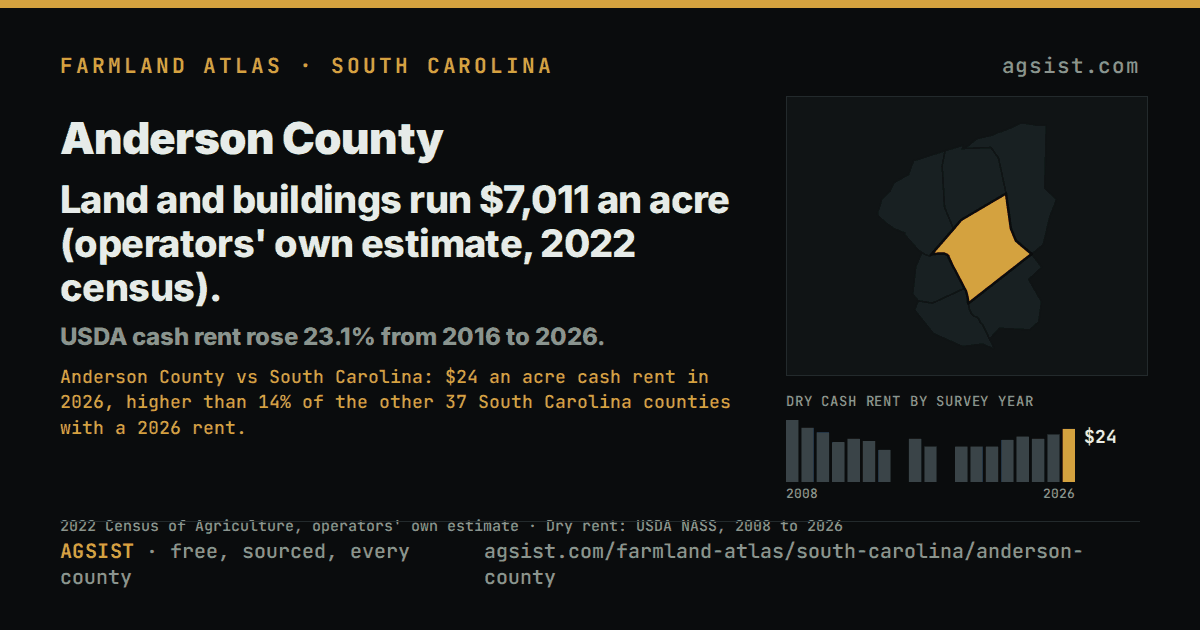 FARMLAND ATLAS · SOUTH CAROLINA
agsist.com
Anderson County
Land and buildings run $7,011 an acre
(operators' own estimate, 2022
census).
USDA cash rent rose 23.1% from 2016 to 2026.
Anderson County vs South Carolina: $24 an acre cash rent in
2026, higher than 14% of the other 37 South Carolina counties
with a 2026 rent.
DRY CASH RENT BY SURVEY YEAR
$24
2008
2026
2022 Census of Agriculture, operators' own estimate · Dry rent: USDA NASS, 2008 to 2026
AGSIST · free, sourced, every
county
agsist.com/farmland-atlas/south-carolina/anderson-
county